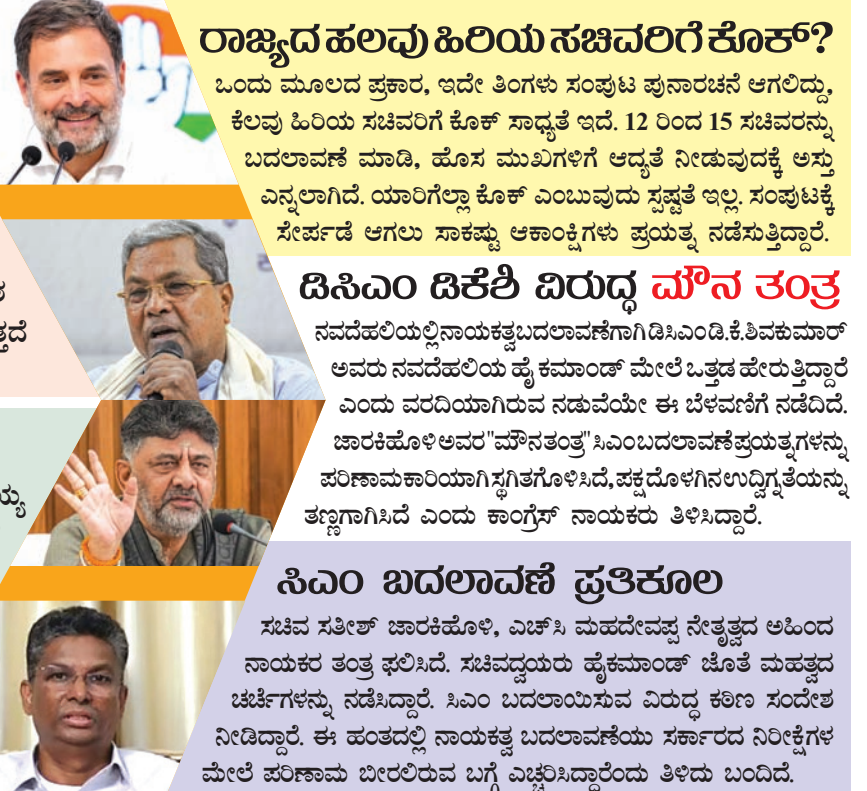 ರಾಜ್ಯದ ಹಲವು ಹಿರಿಯ ಸಚಿವರಿಗೆ ಕೊಕ್?
ಒಂದು ಮೂಲದ ಪ್ರಕಾರ, ಇದೇ ತಿಂಗಳು ಸಂಪುಟ ಪುನಾರಚನೆ ಆಗಲಿದ್ದು,
ಕೆಲವು ಹಿರಿಯ ಸಚಿವರಿಗೆ ಕೊಕ್ ಸಾಧ್ಯತೆ ಇದೆ. 12 ರಿಂದ 15 ಸಚಿವರನ್ನು
ಬದಲಾವಣೆ ಮಾಡಿ, ಹೊಸ ಮುಖಗಳಿಗೆ ಆದ್ಯತೆ ನೀಡುವುದಕ್ಕೆ ಅಸ್ತು
ಎನ್ನಲಾಗಿದೆ. ಯಾರಿಗೆಲ್ಲಾ ಕೊಕ್ ಎಂಬುವುದು ಸ್ಪಷ್ಟತೆ ಇಲ್ಲ. ಸಂಪುಟಕ್ಕೆ
ಸೇರ್ಪಡೆ ಆಗಲು ಸಾಕಷ್ಟು ಆಕಾಂಕ್ಷಿಗಳು ಪ್ರಯತ್ನ ನಡೆಸುತ್ತಿದ್ದಾರೆ.
ಡಿಸಿಎಂ ಡಿಕೆಶಿ ವಿರುದ್ಧ ಮೌನ ತಂತ್ರ
ನವದೆಹಲಿಯಲ್ಲಿ ನಾಯಕತ್ವ ಬದಲಾವಣೆಗಾಗಿ ಡಿಸಿಎಂ ಡಿ.ಕೆ.ಶಿವಕುಮಾರ್
ಅವರು ನವದೆಹಲಿಯ ಹೈ ಕಮಾಂಡ್ ಮೇಲೆ ಒತ್ತಡ ಹೇರುತ್ತಿದ್ದಾರೆ
ಎಂದು ವರದಿಯಾಗಿರುವ ನಡುವೆಯೇ ಈ ಬೆಳವಣಿಗೆ ನಡೆದಿದೆ.
ಜಾರಕಿಹೊಳಿ ಅವರ "ಮೌನ ತಂತ್ರ" ಸಿಎಂ ಬದಲಾವಣೆ ಪ್ರಯತ್ನಗಳನ್ನು
ಪರಿಣಾಮಕಾರಿಯಾಗಿ ಸ್ಥಗಿತಗೊಳಿಸಿದೆ, ಪಕ್ಷದೊಳಗಿನ ಉದ್ವಿಗ್ನತೆಯನ್ನು
ತಣ್ಣಗಾಗಿಸಿದೆ ಎಂದು ಕಾಂಗ್ರೆಸ್ ನಾಯಕರು ತಿಳಿಸಿದ್ದಾರೆ.
ಸಿಎಂ ಬದಲಾವಣೆ ಪ್ರತಿಕೂಲ
ಸಚಿವ ಸತೀಶ್ ಜಾರಕಿಹೊಳಿ, ಎಚ್‌ಸಿ ಮಹದೇವಪ್ಪ ನೇತೃತ್ವದ ಅಹಿಂದ
ನಾಯಕರ ತಂತ್ರ ಫಲಿಸಿದೆ. ಸಚಿವದ್ವಯರು ಹೈಕಮಾಂಡ್ ಜೊತೆ ಮಹತ್ವದ
ಚರ್ಚೆಗಳನ್ನು ನಡೆಸಿದ್ದಾರೆ. ಸಿಎಂ ಬದಲಾಯಿಸುವ ವಿರುದ್ಧ ಕಠಿಣ ಸಂದೇಶ
ನೀಡಿದ್ದಾರೆ. ಈ ಹಂತದಲ್ಲಿ ನಾಯಕತ್ವ ಬದಲಾವಣೆಯು ಸರ್ಕಾರದ ನಿರೀಕ್ಷೆಗಳ
ಮೇಲೆ ಪರಿಣಾಮ ಬೀರಲಿರುವ ಬಗ್ಗೆ ಎಚ್ಚರಿಸಿದ್ದಾರೆಂದು ತಿಳಿದು ಬಂದಿದೆ.